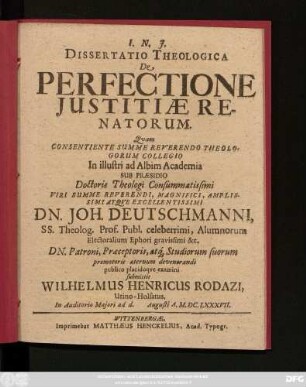 I. N. J.
DISSERTATIO THEOLOGICA
De
PERFECTIONE
JUSTITIÆ RE-
NATORUM.
Quam
CONSENTIENTE SUMME REVERENDO THEOLO-
GORUM COLLEGIO
In illustri ad Albim Academia
SUB PRÆSIDIO
Doctoris Theologi Consummatissimi
VIRI SUMME REVERENDI, MAGNIFICI, AMPLIS-
SIMI ATQVE EXCELLENTISSIMI
DN. JOH. DEUTSCHMANNI,
SS. Theolog. Prof. Publ. celeberrimi, Alumnorum
Electoralium Ephori gravissimi &c.
DN. Patroni, Præceptoris, atq; Studiorum suorum
promotoris æternum devenerandi
publico placidoque examini
submittit
WILHELMUS HENRICUS RODAZI,
Utino-Holsatus.
In Auditorio Majori ad d. Augusti A. M.DC.LXXXVII.
WITTENBERGÆ,
Imprimebat MATTHÆUS HENCKELIUS, Acad. Typogr.